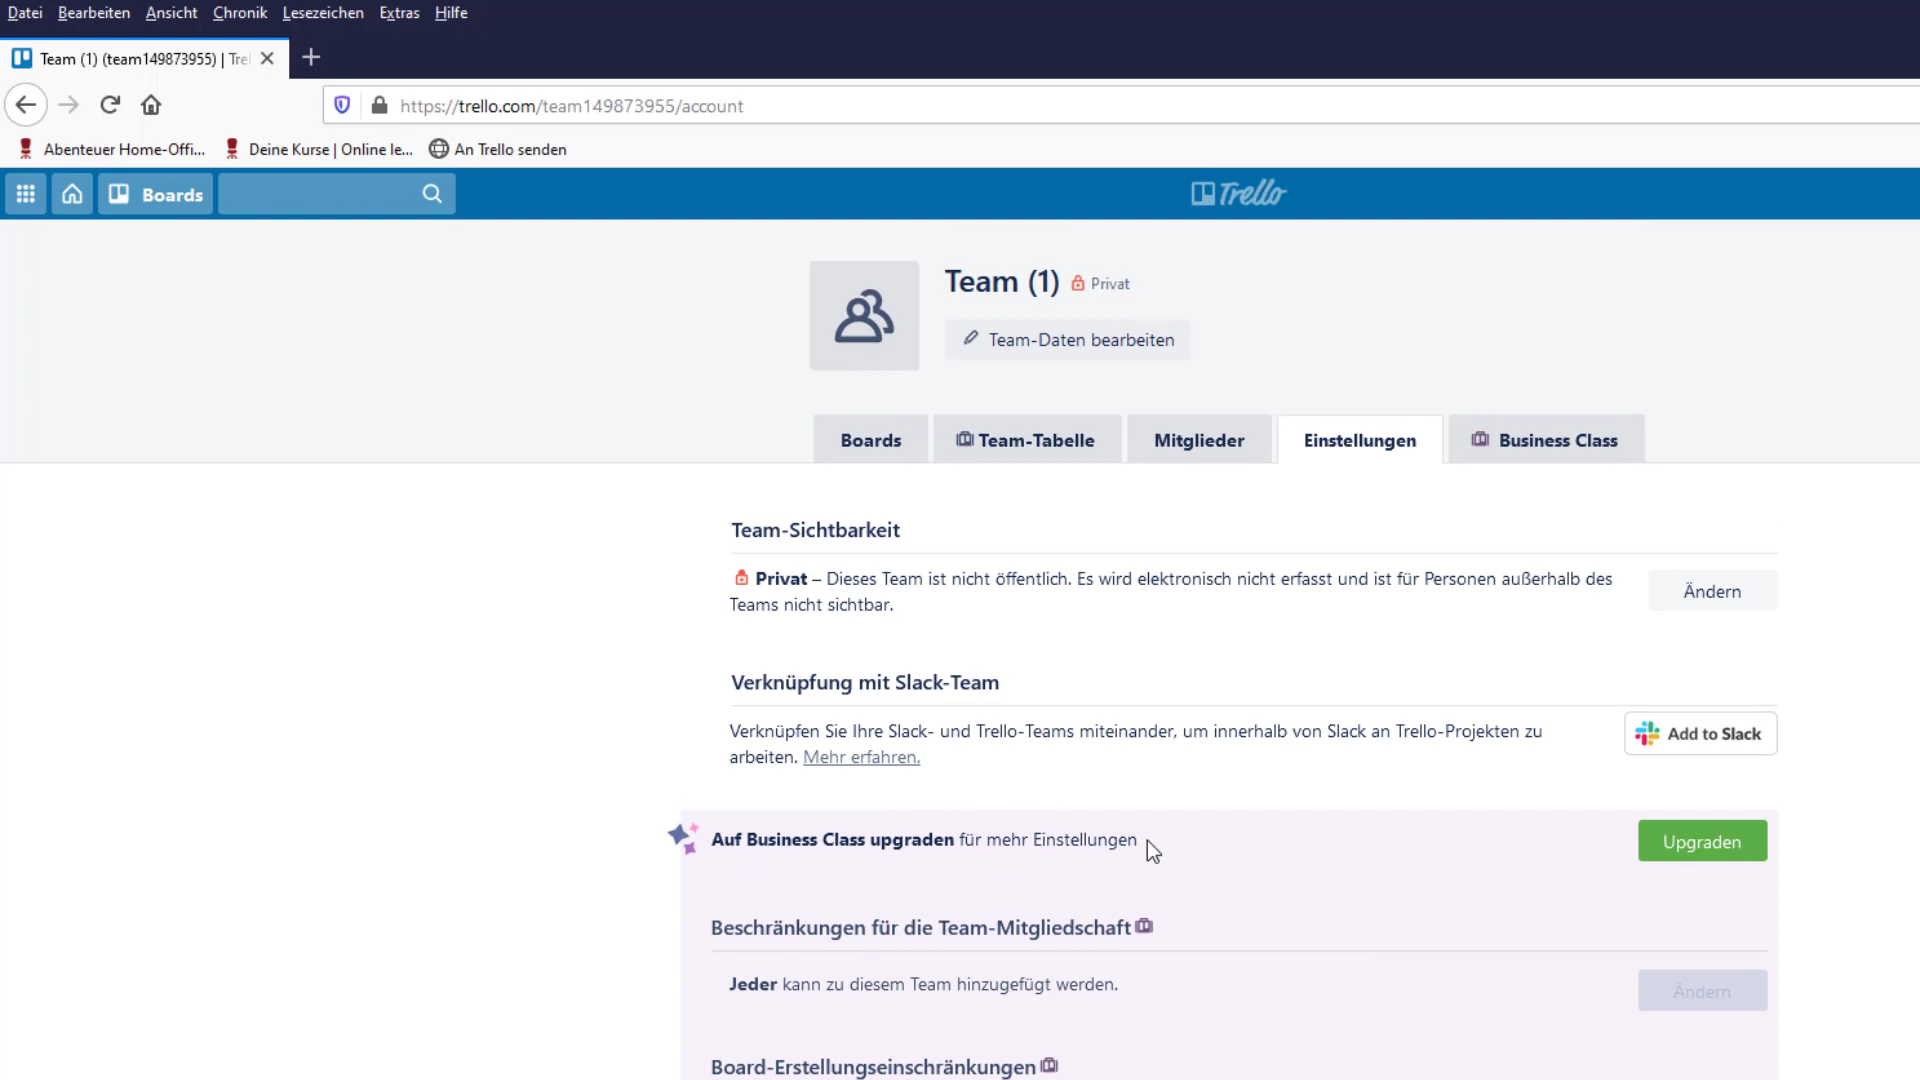 Datei Bearbeiten Ansicht Chronik Lesezeichen Extras Hilfe
Team (1) (team149873955) | Tre
https://trello.com/team149873955/account
Abenteuer Home-Offi... Deine Kurse | Online le... An Trello senden
Boards Trello
Team (1) Privat
Team-Daten bearbeiten
Boards Team-Tabelle Mitglieder Einstellungen Business Class
Team-Sichtbarkeit
Privat – Dieses Team ist nicht öffentlich. Es wird elektronisch nicht erfasst und ist für Personen außerhalb des
Teams nicht sichtbar.
Ändern
Verknüpfung mit Slack-Team
Verknüpfen Sie Ihre Slack- und Trello-Teams miteinander, um innerhalb von Slack an Trello-Projekten zu
arbeiten. Mehr erfahren.
Add to Slack
Auf Business Class upgraden für mehr Einstellungen
Upgraden
Beschränkungen für die Team-Mitgliedschaft
Jeder kann zu diesem Team hinzugefügt werden.
Ändern
Board-Erstellungseinschränkungen